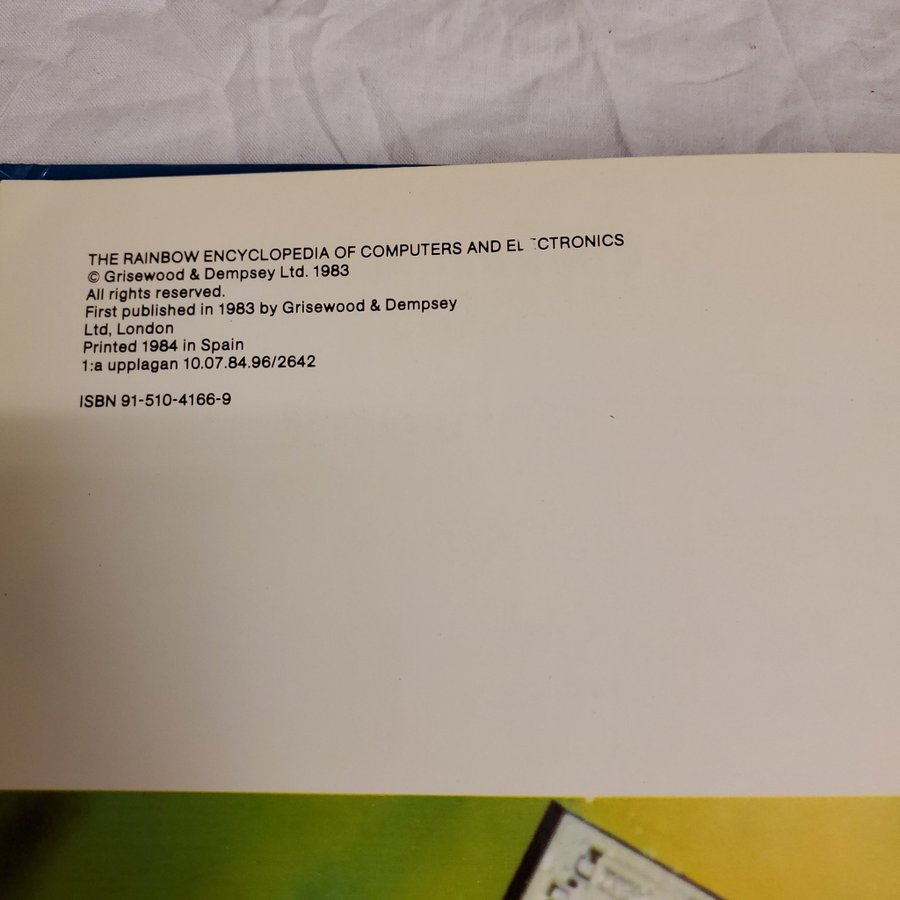 THE RAINBOW ENCYCLOPEDIA OF COMPUTERS AND ELECTRONICS
© Grisewood & Dempsey Ltd. 1983
All rights reserved.
First published in 1983 by Grisewood & Dempsey
Ltd, London
Printed 1984 in Spain
1:a upplagan 10.07.84.96/2642
ISBN 91-510-4166-9